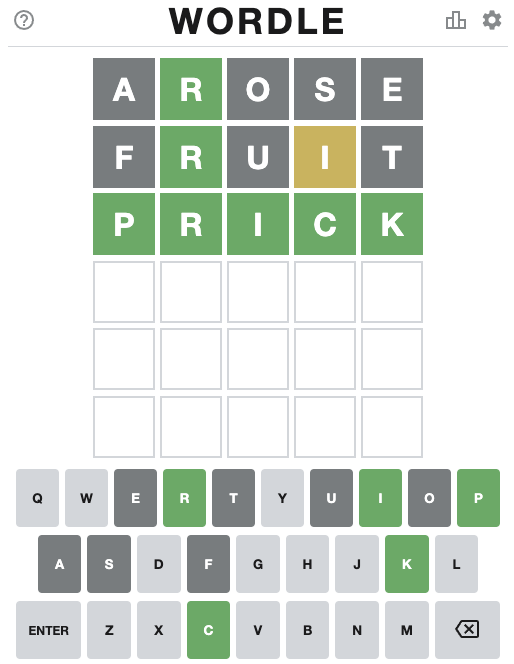 ?
WORDLE
A R O S E
F R U I T
P R I C K
Q W E R T Y U I O P
A S D F G H J K L
ENTER Z X C V B N M